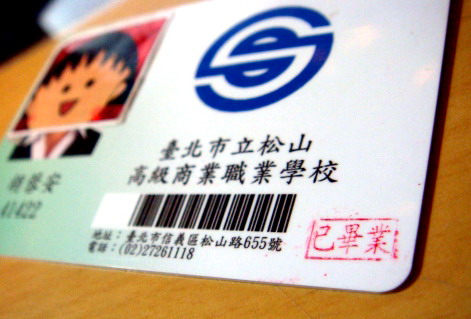 臺北市立松山
高級商業職業學校
41422
地址：臺北市信義區松山路655號
電話：(02)27261118
已畢業